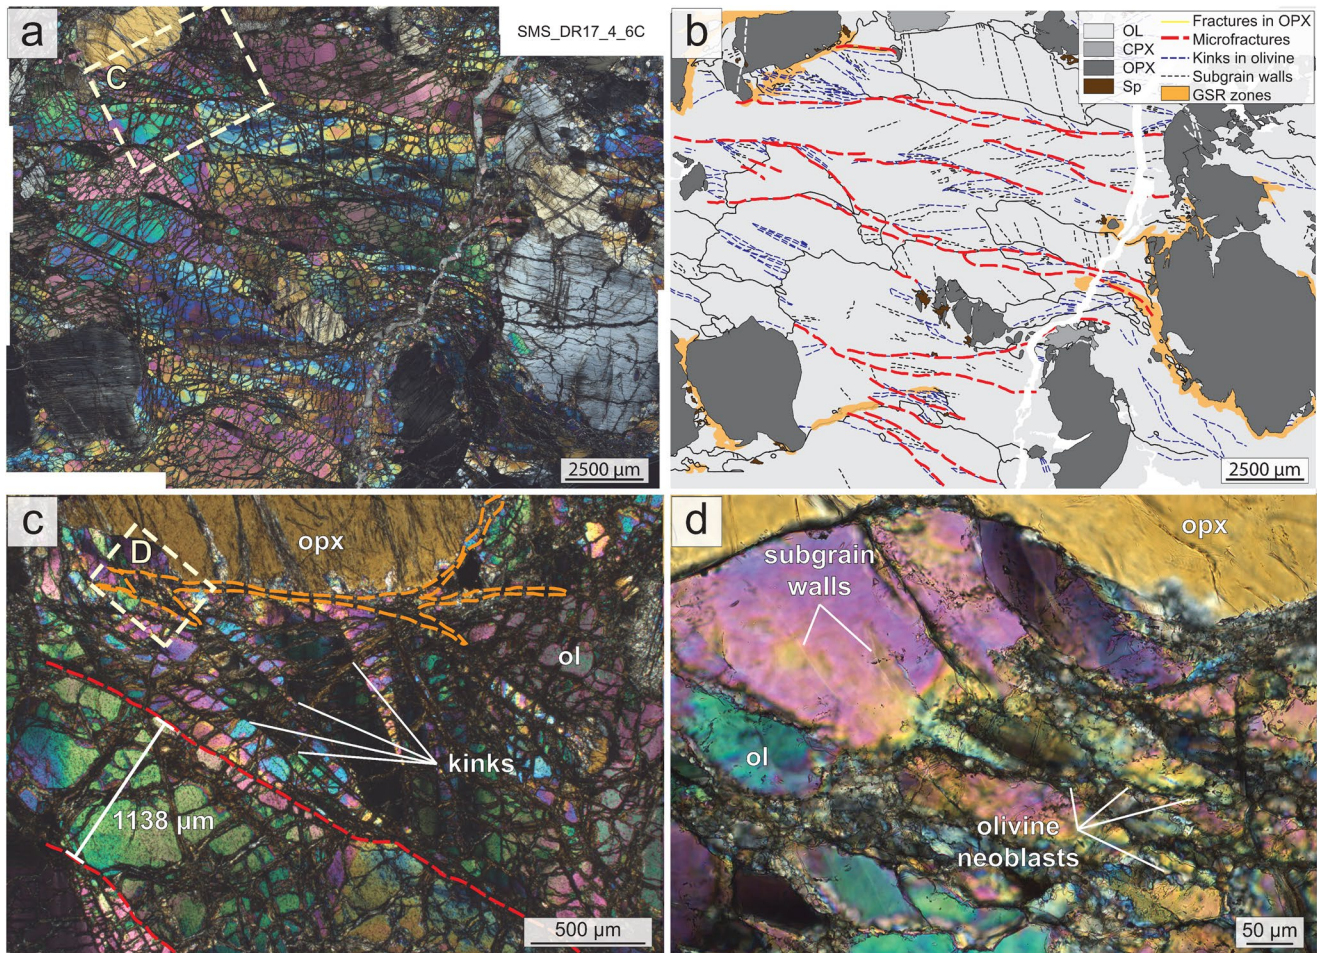 a
SMS_DR17_4_6C
C
2500 µm
b
OL
CPX
OPX
Sp
Fractures in OPX
Microfractures
Kinks in olivine
Subgrain walls
GSR zones
2500 µm
c
opx
D
ol
kinks
1138 µm
500 µm
d
opx
subgrain
walls
ol
olivine
neoblasts
50 µm